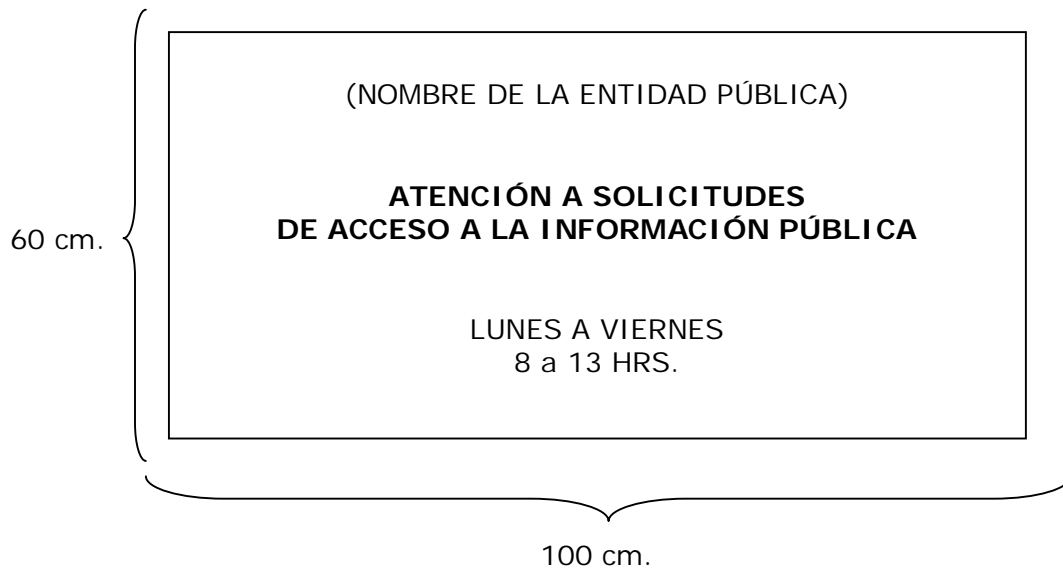 (NOMBRE DE LA ENTIDAD PÚBLICA)
ATENCIÓN A SOLICITUDES
DE ACCESO A LA INFORMACIÓN PÚBLICA
60 cm.
LUNES A VIERNES
8 a 13 HRS.
100 cm.